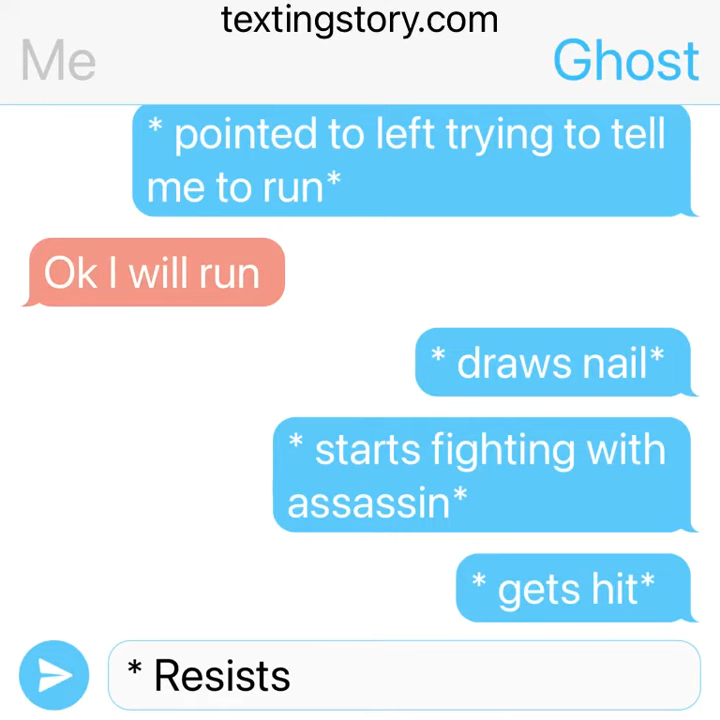 textingstory.com
Me
Ghost
* pointed to left trying to tell
me to run*
Ok I will run
* draws nail*
* starts fighting with
assassin*
* gets hit*
* Resists